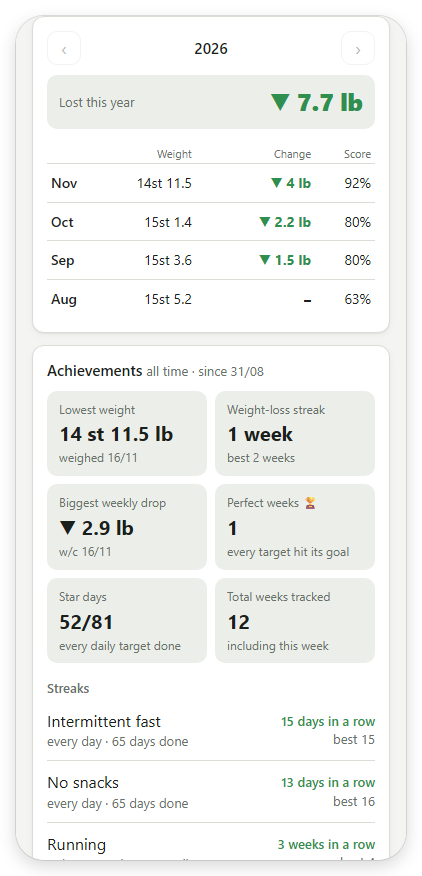 ‹ 2026 ›
Lost this year ▼ 7.7 lb
Weight Change Score
Nov 14st 11.5 ▼ 4 lb 92%
Oct 15st 1.4 ▼ 2.2 lb 80%
Sep 15st 3.6 ▼ 1.5 lb 80%
Aug 15st 5.2 – 63%
Achievements all time · since 31/08
Lowest weight
14 st 11.5 lb
weighed 16/11
Weight-loss streak
1 week
best 2 weeks
Biggest weekly drop
▼ 2.9 lb
w/c 16/11
Perfect weeks 🏆
1
every target hit its goal
Star days
52/81
every daily target done
Total weeks tracked
12
including this week
Streaks
Intermittent fast 15 days in a row
every day · 65 days done best 15
No snacks 13 days in a row
every day · 65 days done best 16
Running 3 weeks in a row